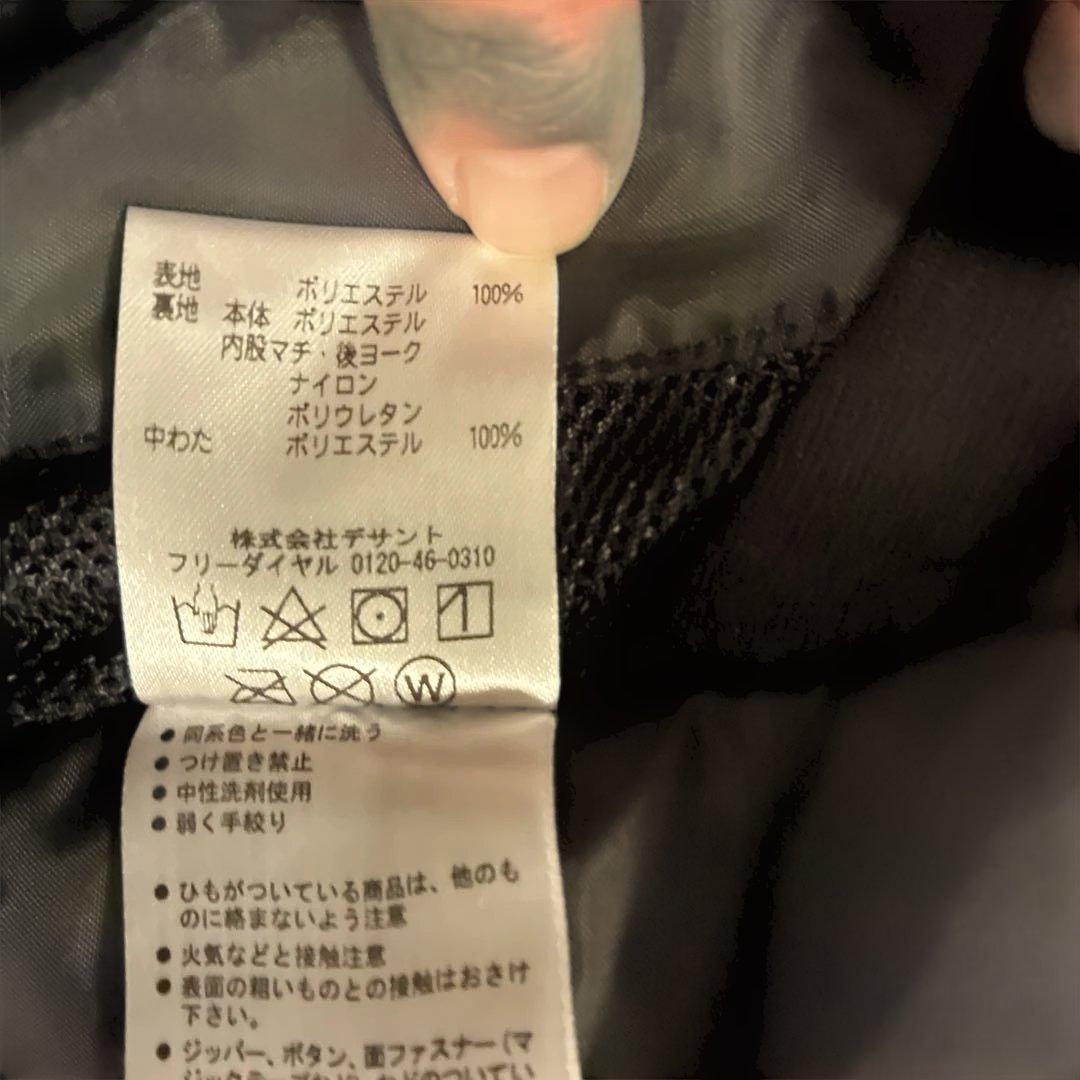 表地 ポリエステル 100%
裏地 本体 ポリエステル
内股マチ・後ヨーク
ナイロン
ポリウレタン
中わた ポリエステル 100%
株式会社デサント
フリーダイヤル 0120-46-0310
W
● 同系色と一緒に洗う
● つけ置き禁止
● 中性洗剤使用
● 弱く手絞り
● ひもがついている商品は、他のも
のに絡まないよう注意
● 火気などと接触注意
● 表面の粗いものとの接触はおさけ
下さい。
● ジッパー、ボタン、面ファスナー(マ